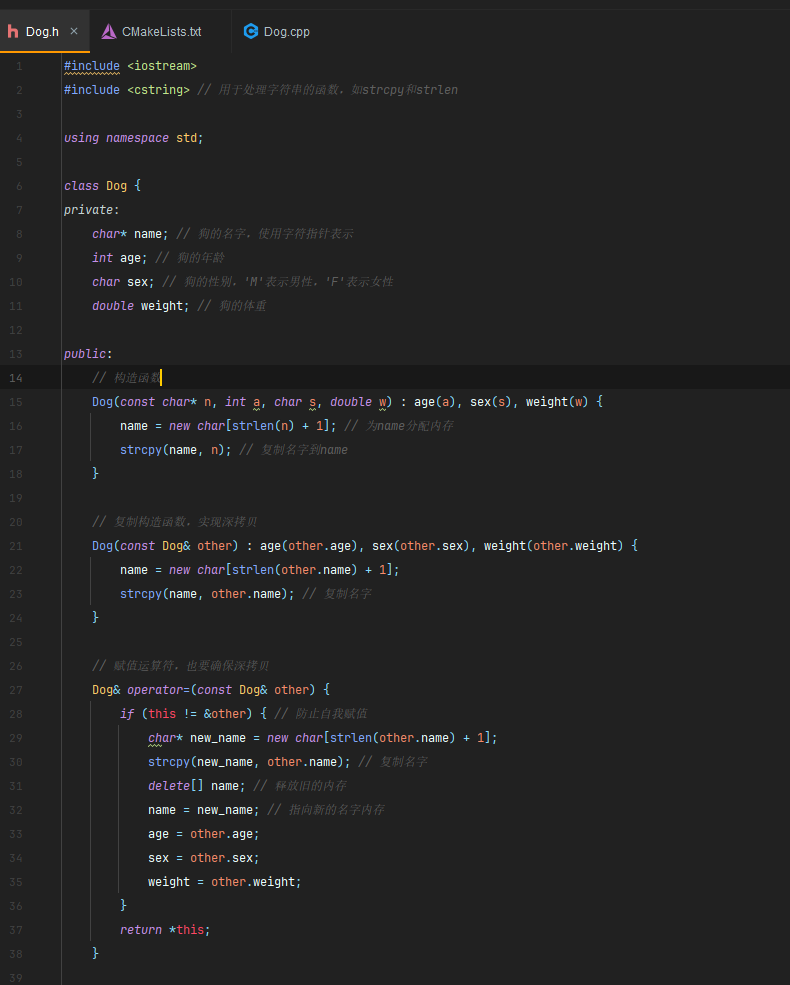 Dog.h × CMakeLists.txt Dog.cpp
1 #include <iostream>
2 #include <cstring> // 用于处理字符串的函数，如strcpy和strlen
3
4 using namespace std;
5
6 class Dog {
7 private:
8 char* name; // 狗的名字，使用字符指针表示
9 int age; // 狗的年龄
10 char sex; // 狗的性别，'M'表示男性，'F'表示女性
11 double weight; // 狗的体重
12
13 public:
14 // 构造函数
15 Dog(const char* n, int a, char s, double w) : age(a), sex(s), weight(w) {
16 name = new char[strlen(n) + 1]; // 为name分配内存
17 strcpy(name, n); // 复制名字到name
18 }
19
20 // 复制构造函数，实现深拷贝
21 Dog(const Dog& other) : age(other.age), sex(other.sex), weight(other.weight) {
22 name = new char[strlen(other.name) + 1];
23 strcpy(name, other.name); // 复制名字
24 }
25
26 // 赋值运算符，也要确保深拷贝
27 Dog& operator=(const Dog& other) {
28 if (this != &other) { // 防止自我赋值
29 char* new_name = new char[strlen(other.name) + 1];
30 strcpy(new_name, other.name); // 复制名字
31 delete[] name; // 释放旧的内存
32 name = new_name; // 指向新的名字内存
33 age = other.age;
34 sex = other.sex;
35 weight = other.weight;
36 }
37 return *this;
38 }
39